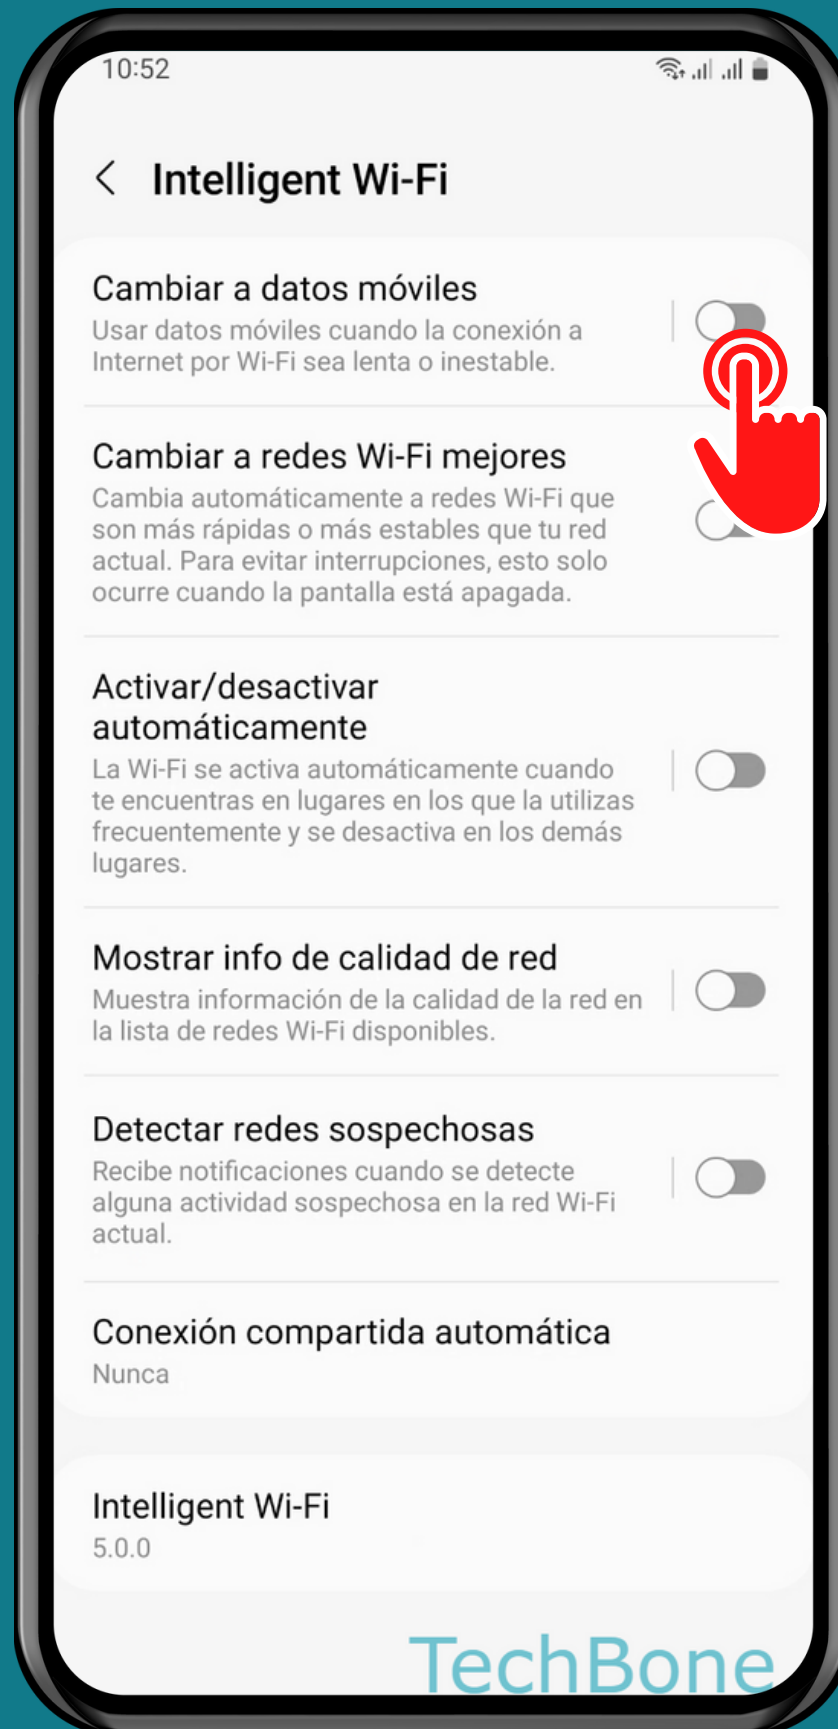 10:52
Intelligent Wi-Fi
Cambiar a datos móviles
Usar datos móviles cuando la conexión a
Internet por Wi-Fi sea lenta o inestable.
Cambiar a redes Wi-Fi mejores
Cambia automáticamente a redes Wi-Fi que
son más rápidas o más estables que tu red
actual. Para evitar interrupciones, esto solo
ocurre cuando la pantalla está apagada.
Activar/desactivar
automáticamente
La Wi-Fi se activa automáticamente cuando
te encuentras en lugares en los que la utilizas
frecuentemente y se desactiva en los demás
lugares.
Mostrar info de calidad de red
Muestra información de la calidad de la red en
la lista de redes Wi-Fi disponibles.
Detectar redes sospechosas
Recibe notificaciones cuando se detecte
alguna actividad sospechosa en la red Wi-Fi
actual.
Conexión compartida automática
Nunca
Intelligent Wi-Fi
5.0.0
TechBone